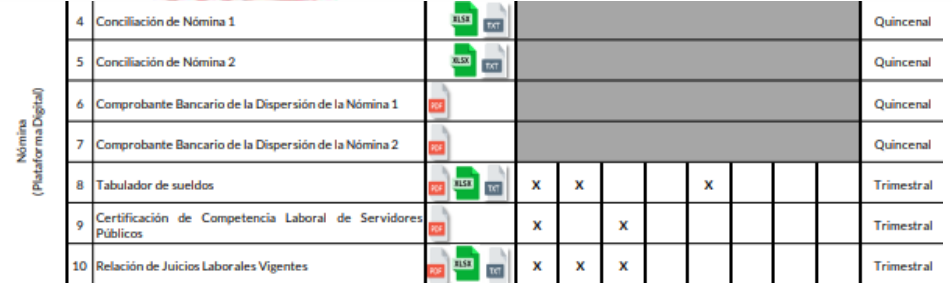 Nómina
(Plataforma Digital)
4 Conciliación de Nómina 1 XLSX TXT Quincenal
5 Conciliación de Nómina 2 XLSX TXT Quincenal
6 Comprobante Bancario de la Dispersión de la Nómina 1 PDF Quincenal
7 Comprobante Bancario de la Dispersión de la Nómina 2 PDF Quincenal
8 Tabulador de sueldos PDF XLSX TXT X X X Trimestral
9 Certificación de Competencia Laboral de Servidores
Públicos PDF X X Trimestral
10 Relación de Juicios Laborales Vigentes PDF XLSX TXT X X X Trimestral